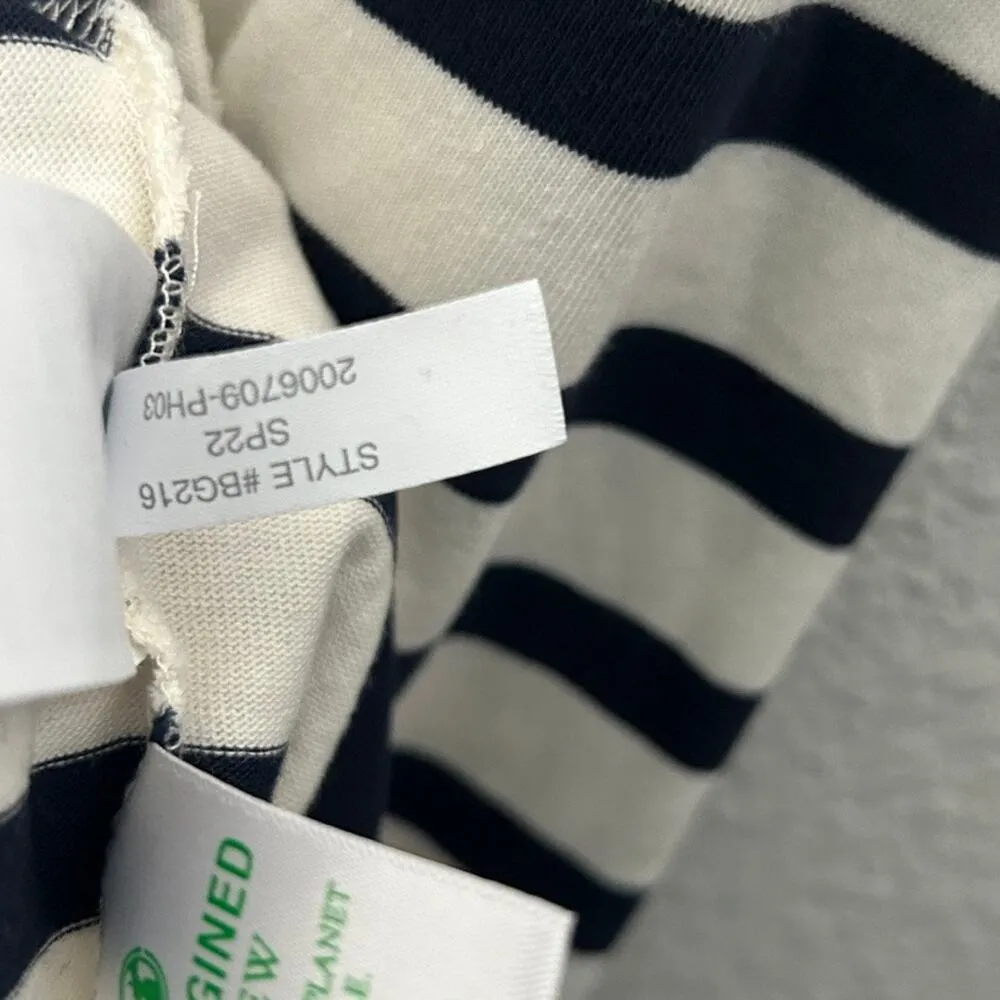 STYLE #BG216
SP22
2006709-PH03
GINED
EW
PLANET
E.